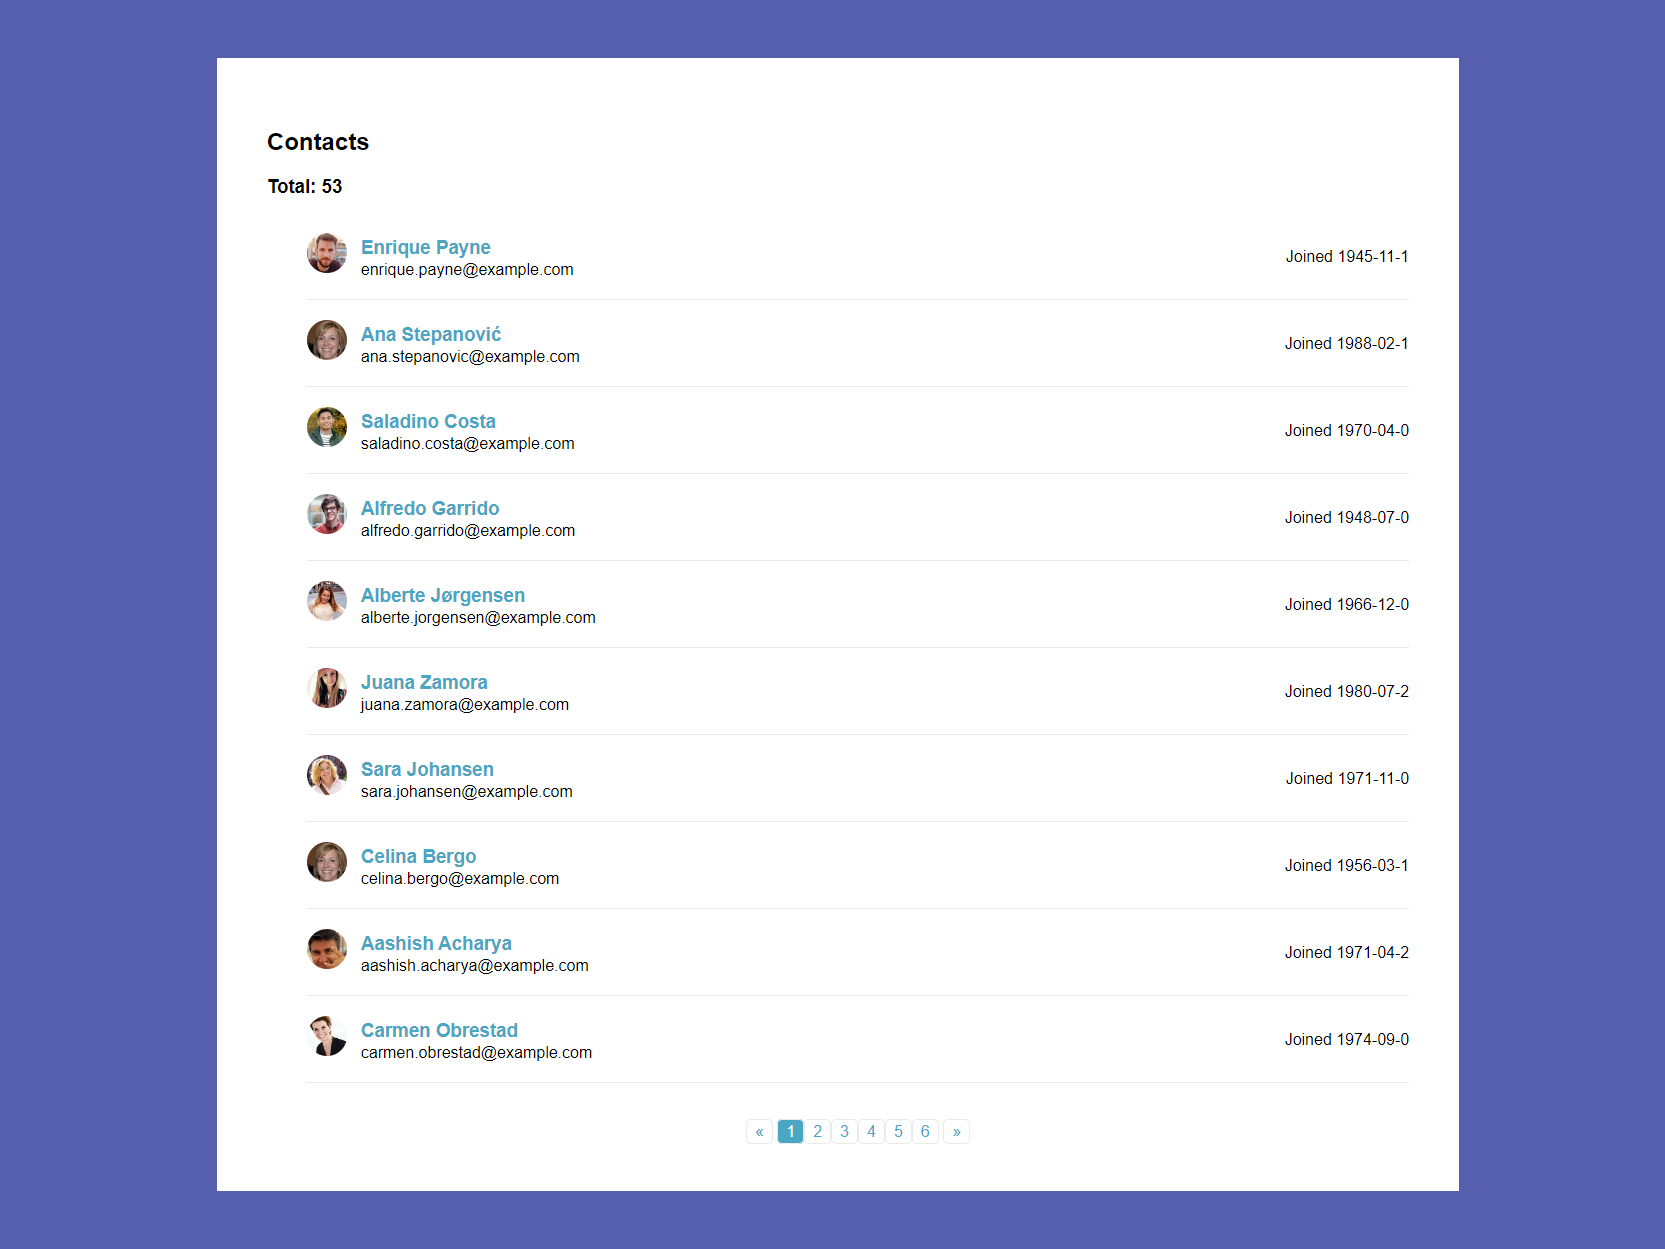 Contacts
Total: 53
Enrique Payne
enrique.payne@example.com
Joined 1945-11-1
Ana Stepanović
ana.stepanovic@example.com
Joined 1988-02-1
Saladino Costa
saladino.costa@example.com
Joined 1970-04-0
Alfredo Garrido
alfredo.garrido@example.com
Joined 1948-07-0
Alberte Jørgensen
alberte.jorgensen@example.com
Joined 1966-12-0
Juana Zamora
juana.zamora@example.com
Joined 1980-07-2
Sara Johansen
sara.johansen@example.com
Joined 1971-11-0
Celina Bergo
celina.bergo@example.com
Joined 1956-03-1
Aashish Acharya
aashish.acharya@example.com
Joined 1971-04-2
Carmen Obrestad
carmen.obrestad@example.com
Joined 1974-09-0
« 1 2 3 4 5 6 »